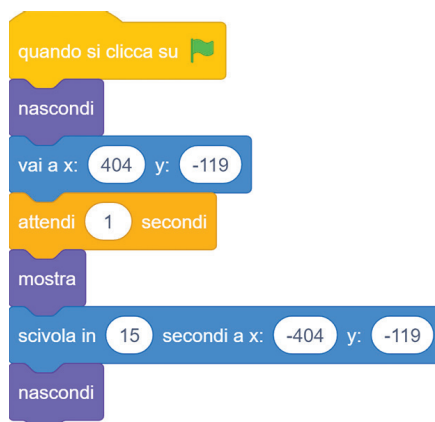 quando si clicca su
nascondi
vai a x: 404 y: -119
attendi 1 secondi
mostra
scivola in 15 secondi a x: -404 y: -119
nascondi